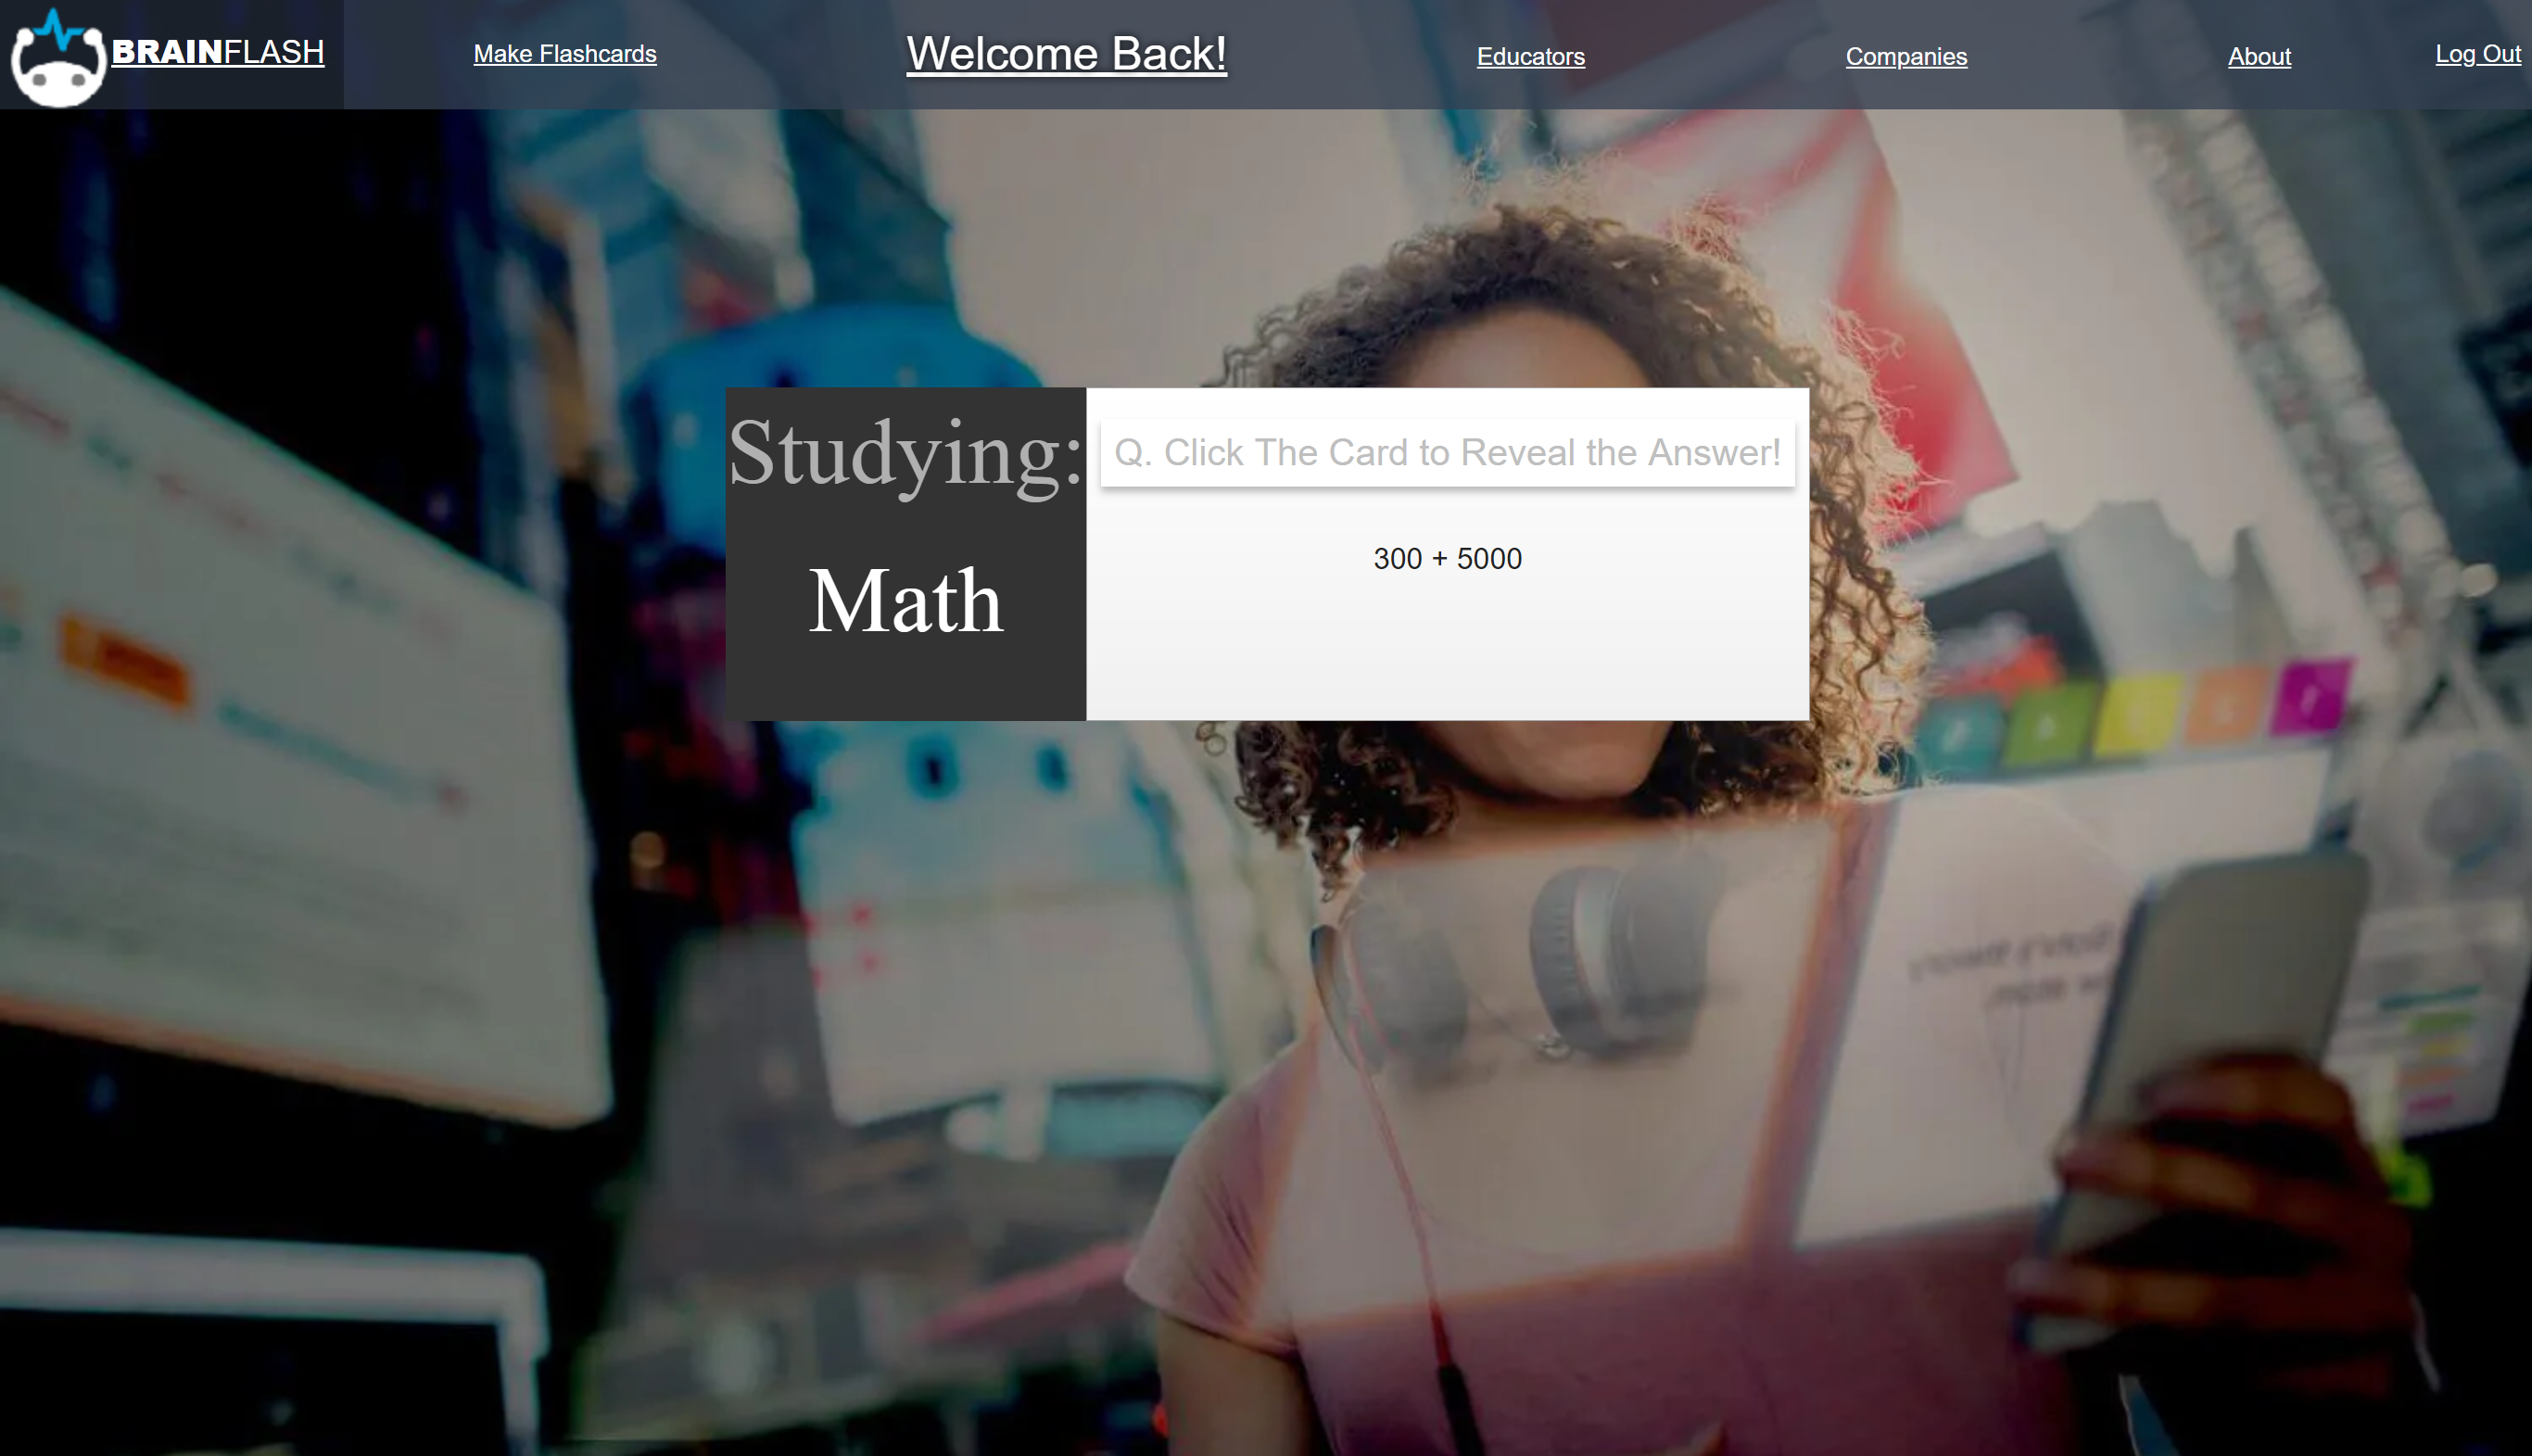 BRAINFLASH
Make Flashcards
Welcome Back!
Educators
Companies
About
Log Out
Studying:
Math
Q. Click The Card to Reveal the Answer!
300 + 5000